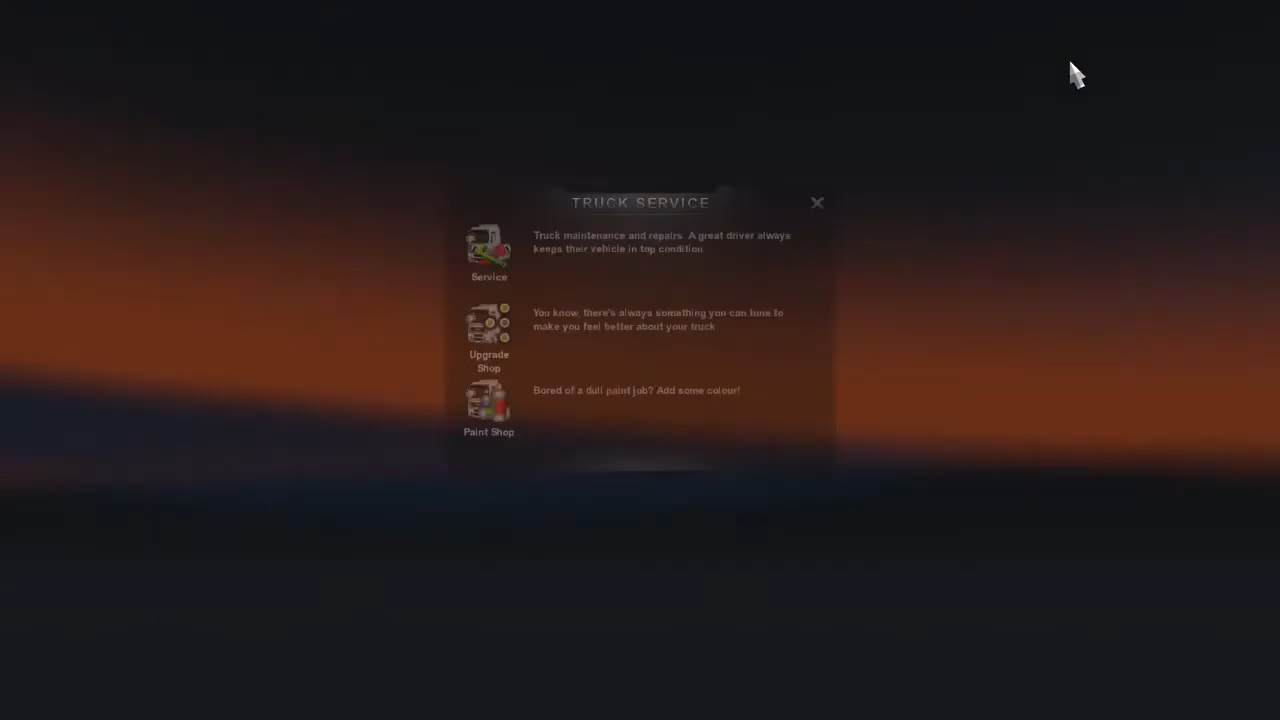 TRUCK SERVICE
Truck maintenance and repairs. A great driver always
keeps their vehicle in top condition.
Service
You know, there's always something you can tune to
make you feel better about your truck.
Upgrade
Shop
Bored of a dull paint job? Add some colour!
Paint Shop